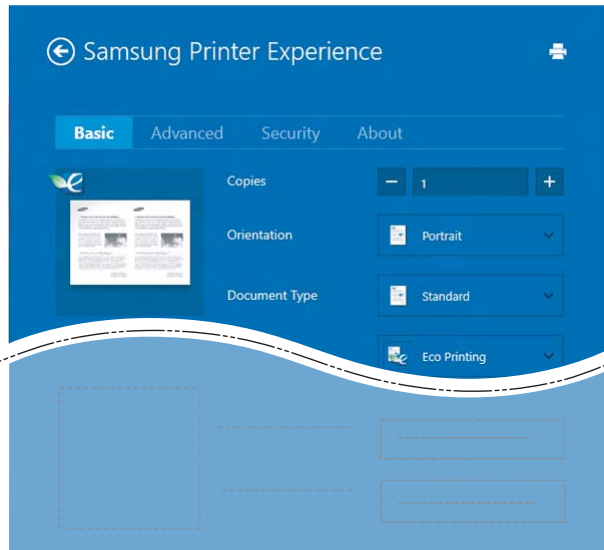 Samsung Printer Experience
Basic Advanced Security About
Copies 1
Orientation Portrait
Document Type Standard
Eco Printing